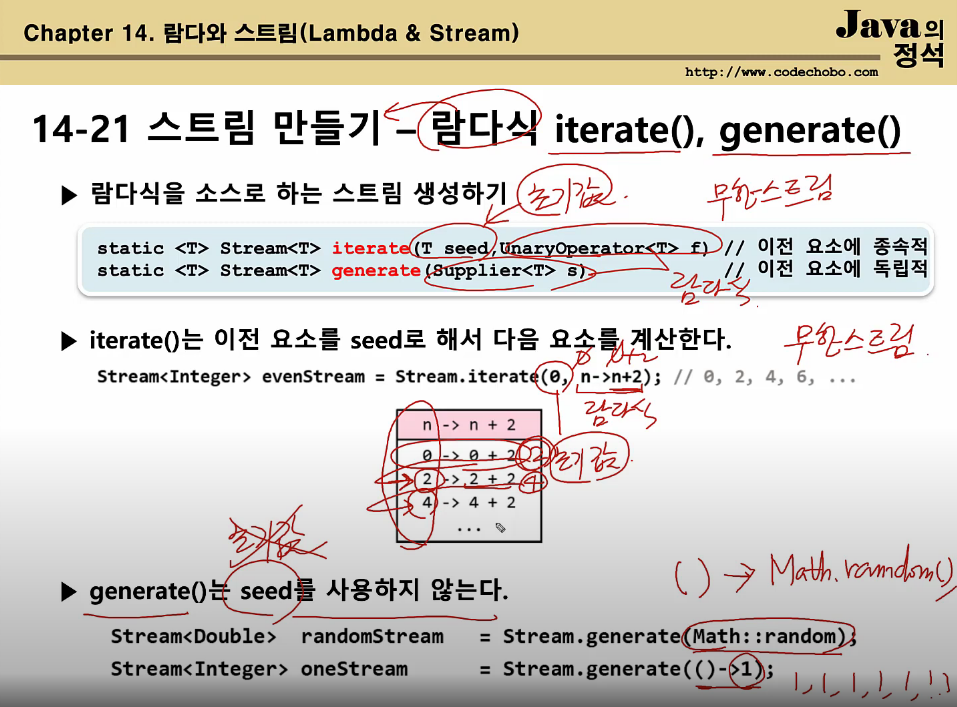 Chapter 14. 람다와 스트림(Lambda & Stream)
Java의
정석
http://www.codechobo.com
14-21 스트림 만들기 – 람다식 iterate(), generate()
▶ 람다식을 소스로 하는 스트림 생성하기
초기값.
무한스트림
static <T> Stream<T> iterate(T seed,UnaryOperator<T> f) // 이전 요소에 종속적
static <T> Stream<T> generate(Supplier<T> s) // 이전 요소에 독립적
람다식.
▶ iterate()는 이전 요소를 seed로 해서 다음 요소를 계산한다.
무한스트림.
Stream<Integer> evenStream = Stream.iterate(0, n->n+2); // 0, 2, 4, 6, ...
람다식
n -> n + 2
0 -> 0 + 2 2
초기값.
2 -> 2 + 2 4
4 -> 4 + 2
...
초기값
▶ generate()는 seed를 사용하지 않는다.
( ) → Math.random()
Stream<Double> randomStream = Stream.generate(Math::random);
Stream<Integer> oneStream = Stream.generate(()->1);
1, 1, 1, 1, 1,